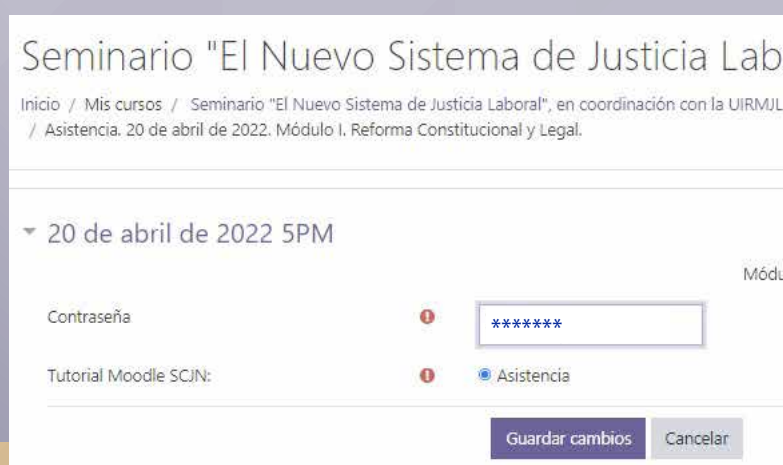 Seminario "El Nuevo Sistema de Justicia Lab
Inicio / Mis cursos / Seminario "El Nuevo Sistema de Justicia Laboral", en coordinación con la UIRMJL
/ Asistencia. 20 de abril de 2022. Módulo I. Reforma Constitucional y Legal.
20 de abril de 2022 5PM
Módu
Contraseña
*******
Tutorial Moodle SCJN:
Asistencia
Guardar cambios
Cancelar